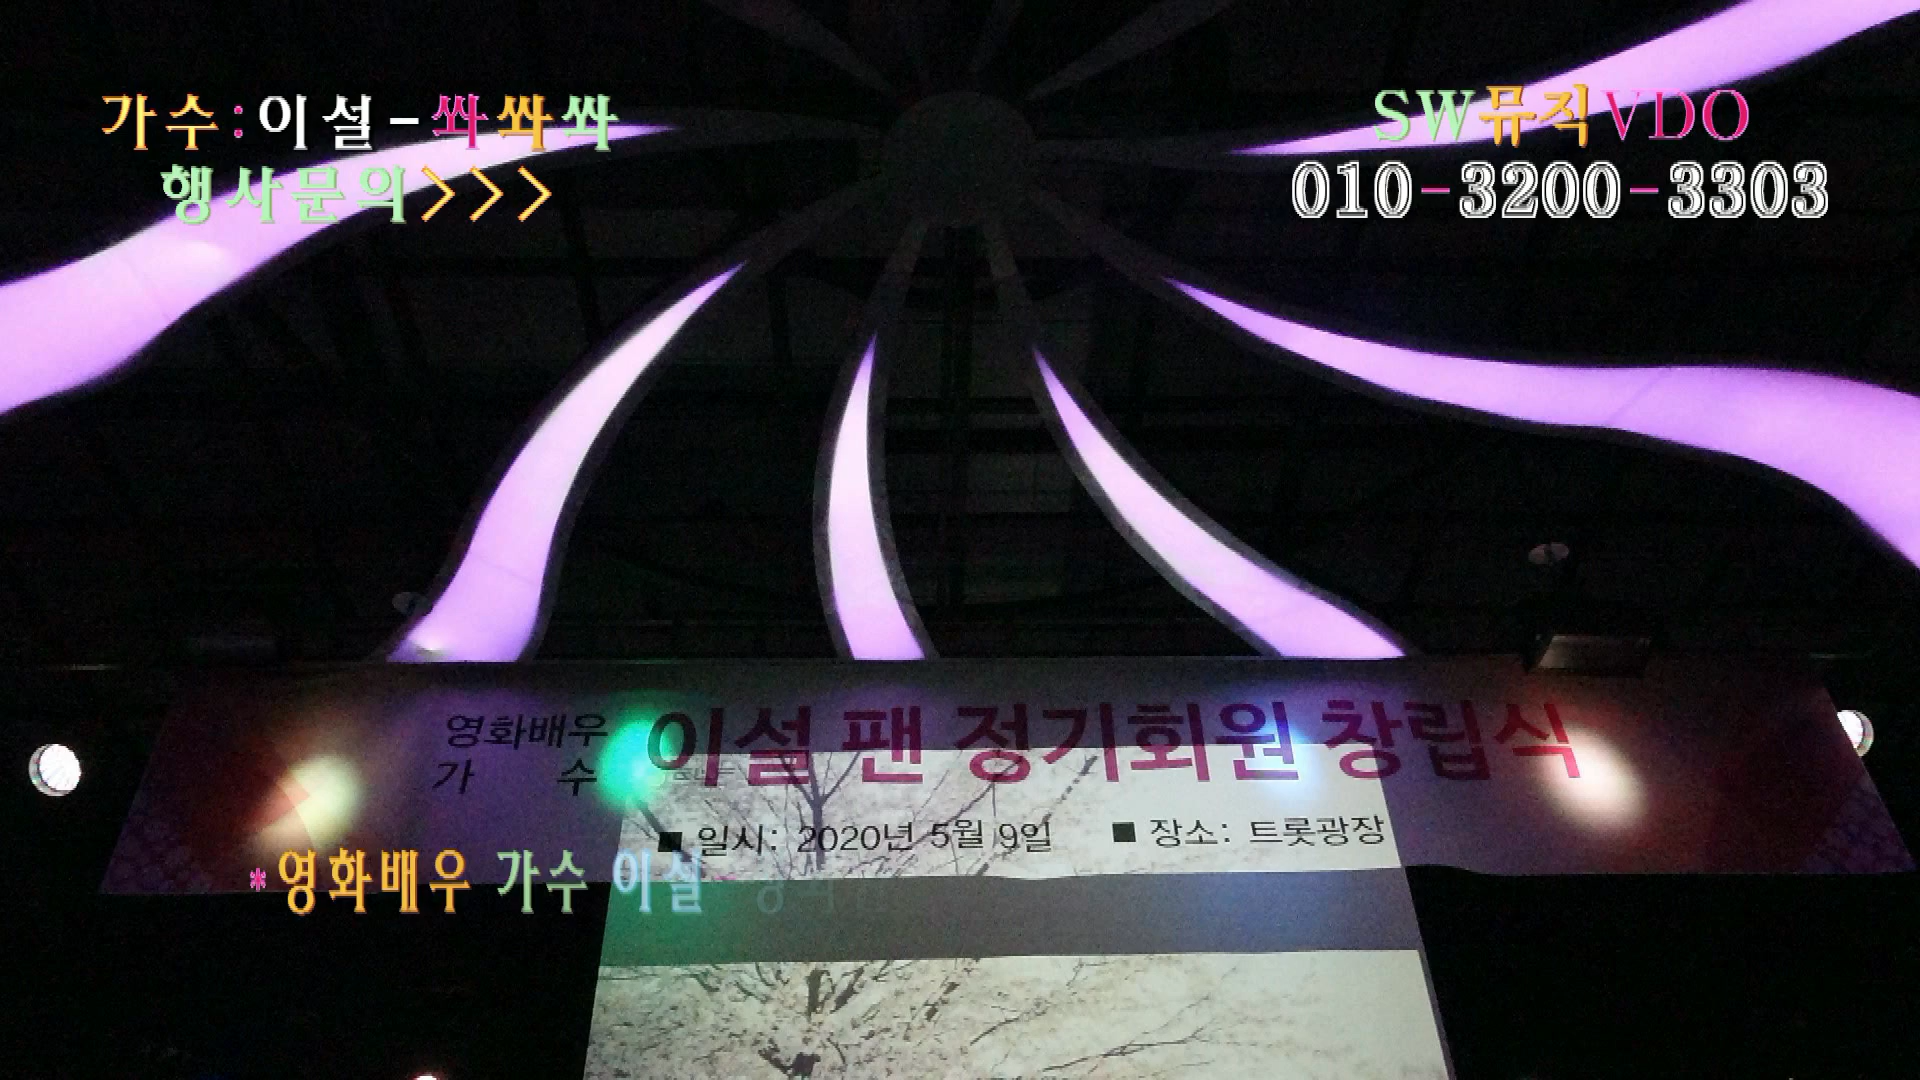 가수:이설-쏴쏴쏴
행사문의>>>
SW뮤직VDO
010-3200-3303
영화배우
가 수
이설 팬 정기회원 창립식
■ 일시: 2020년 5월 9일 ■ 장소: 트롯광장
*영화배우 가수 이설